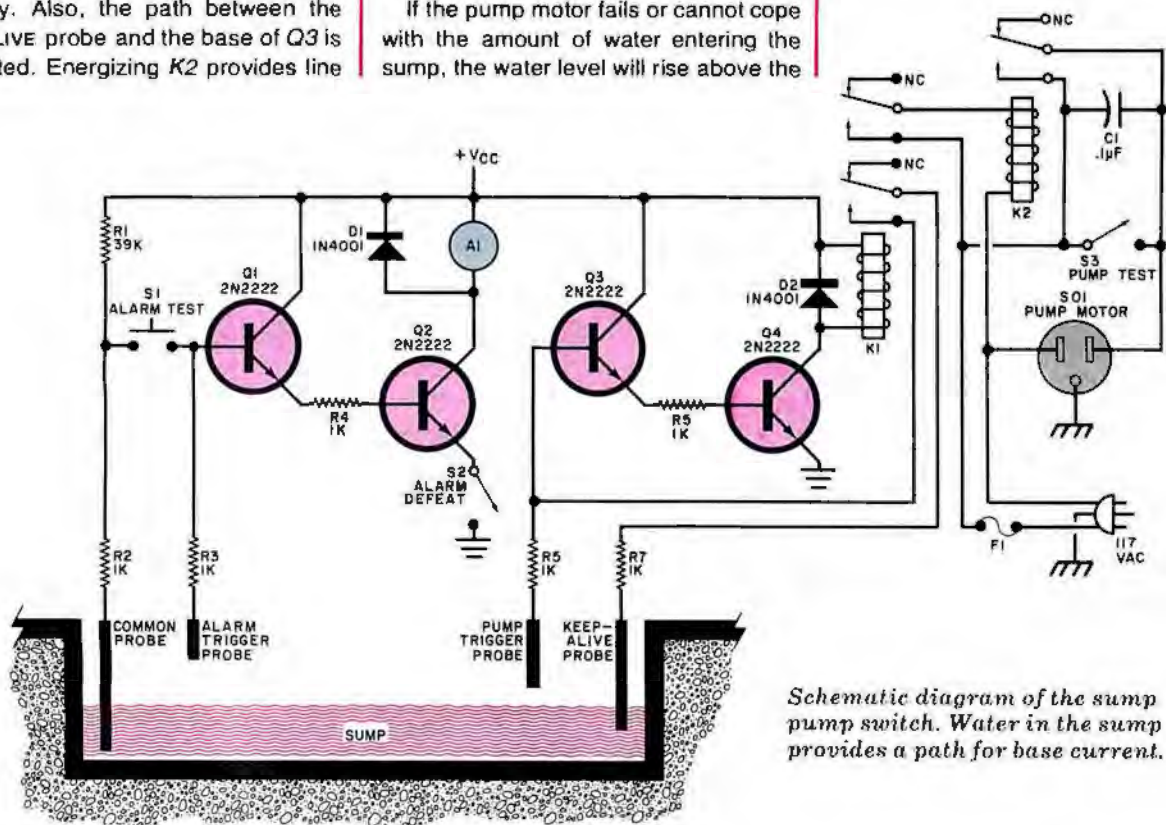 y. Also, the path between the
LIVE probe and the base of Q3 is
ted. Energizing K2 provides line
If the pump motor fails or cannot cope
with the amount of water entering the
sump, the water level will rise above the
NC
NC
NC
+VCC
R1
39K
S1
ALARM TEST
Q1
2N2222
D1
1N4001
A1
Q2
2N2222
R4
1K
S2
ALARM
DEFEAT
Q3
2N2222
Q4
2N2222
R5
1K
D2
1N4001
K1
K2
C1
.1µF
S3
PUMP TEST
SO1
PUMP MOTOR
F1
117
VAC
R2
1K
R3
1K
R5
1K
R7
1K
COMMON
PROBE
ALARM
TRIGGER
PROBE
PUMP
TRIGGER
PROBE
KEEP-
ALIVE
PROBE
SUMP
Schematic diagram of the sump
pump switch. Water in the sump
provides a path for base current.